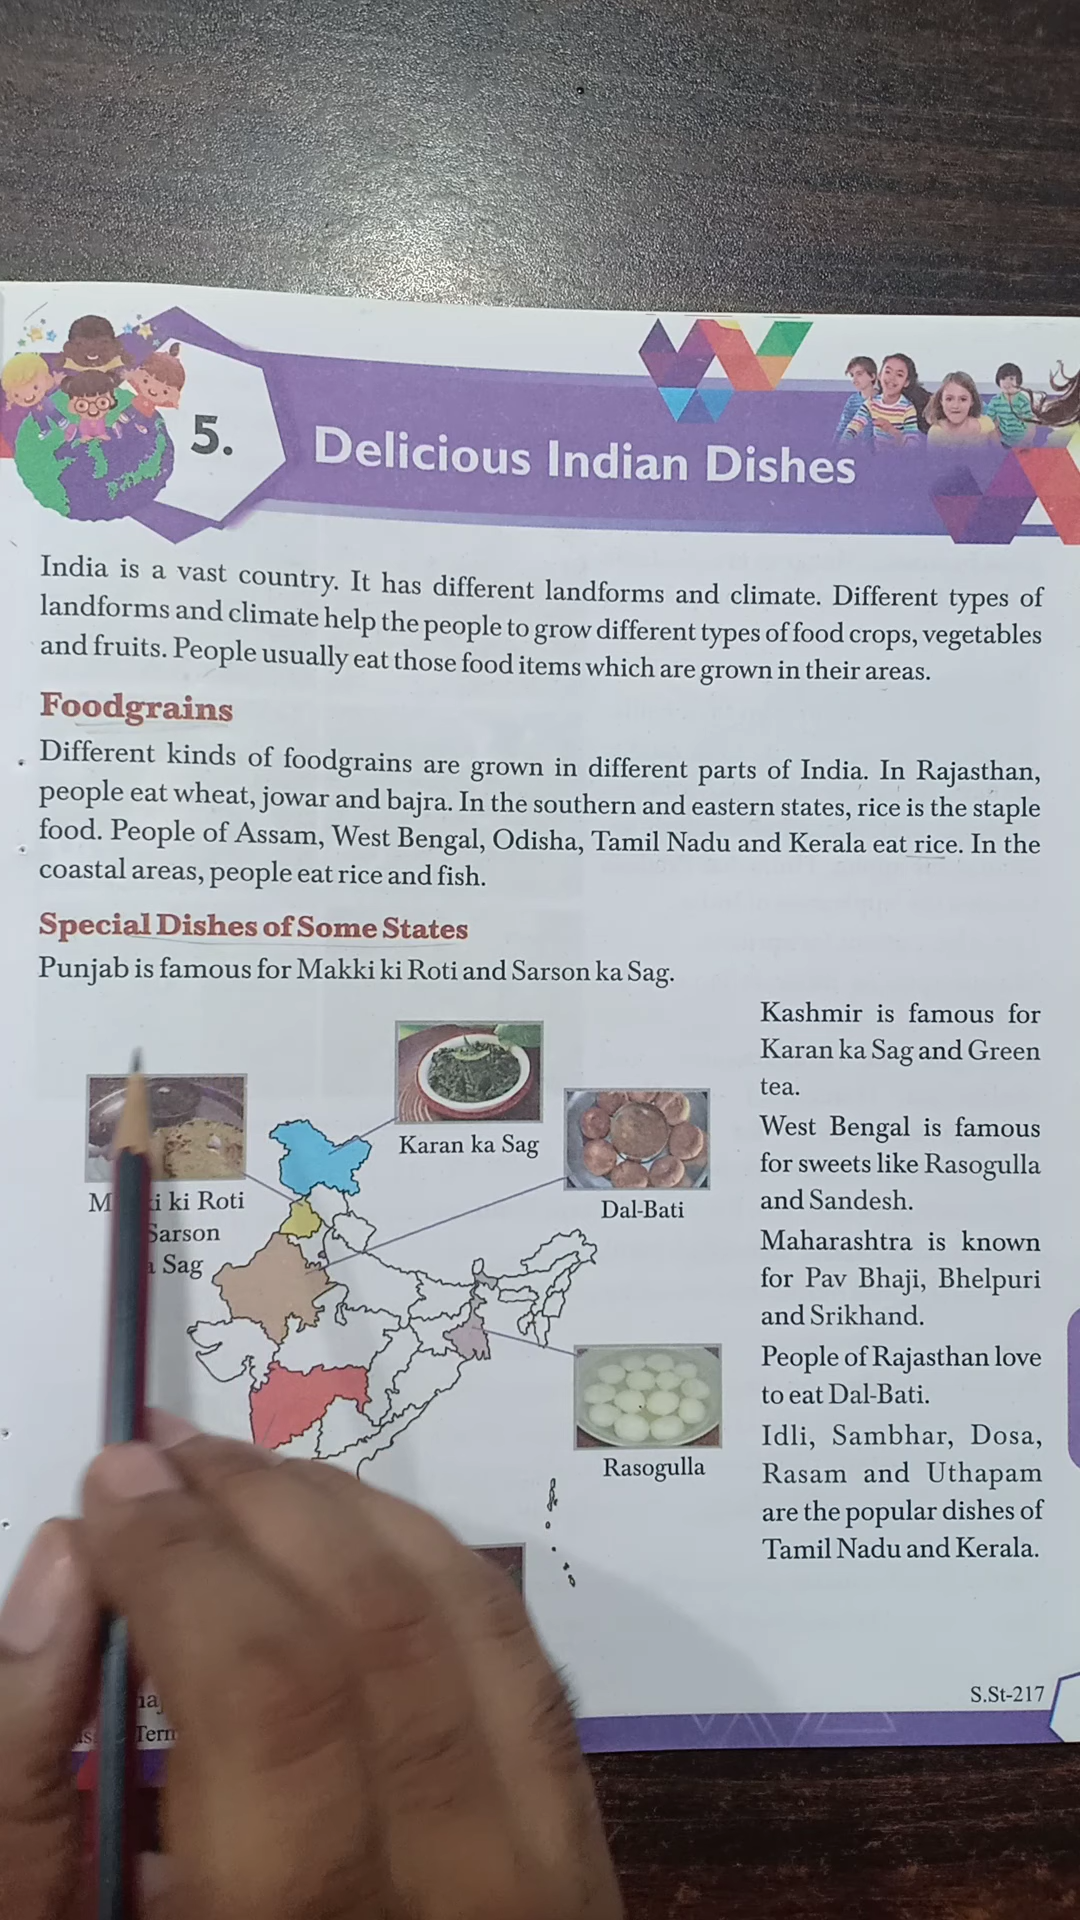 5.
Delicious Indian Dishes
India is a vast country. It has different landforms and climate. Different types of
landforms and climate help the people to grow different types of food crops, vegetables
and fruits. People usually eat those food items which are grown in their areas.
Foodgrains
Different kinds of foodgrains are grown in different parts of India. In Rajasthan,
people eat wheat, jowar and bajra. In the southern and eastern states, rice is the staple
food. People of Assam, West Bengal, Odisha, Tamil Nadu and Kerala eat rice. In the
coastal areas, people eat rice and fish.
Special Dishes of Some States
Punjab is famous for Makki ki Roti and Sarson ka Sag.
Kashmir is famous for
Karan ka Sag and Green
tea.
West Bengal is famous
for sweets like Rasogulla
and Sandesh.
Maharashtra is known
for Pav Bhaji, Bhelpuri
and Srikhand.
People of Rajasthan love
to eat Dal-Bati.
Idli, Sambhar, Dosa,
Rasam and Uthapam
are the popular dishes of
Tamil Nadu and Kerala.
Karan ka Sag
ki Roti
Sarson
Sag
Dal-Bati
Rasogulla
S.St-217